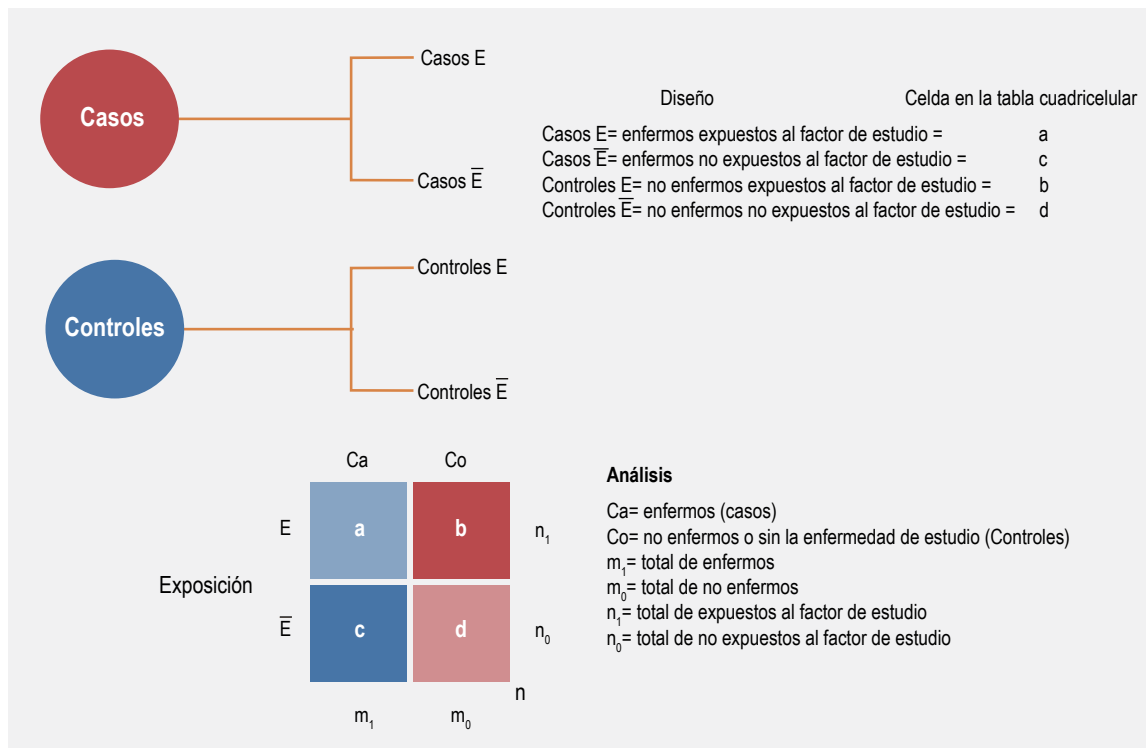 Casos
Casos E
Casos E̅
Diseño Celda en la tabla cuadricelular
Casos E= enfermos expuestos al factor de estudio = a
Casos E̅= enfermos no expuestos al factor de estudio = c
Controles E= no enfermos expuestos al factor de estudio = b
Controles E̅= no enfermos no expuestos al factor de estudio = d
Controles
Controles E
Controles E̅
Ca Co
E a b n₁
Exposición
E̅ c d n₀
n
m₁ m₀
Análisis
Ca= enfermos (casos)
Co= no enfermos o sin la enfermedad de estudio (Controles)
m₁= total de enfermos
m₀= total de no enfermos
n₁= total de expuestos al factor de estudio
n₀= total de no expuestos al factor de estudio